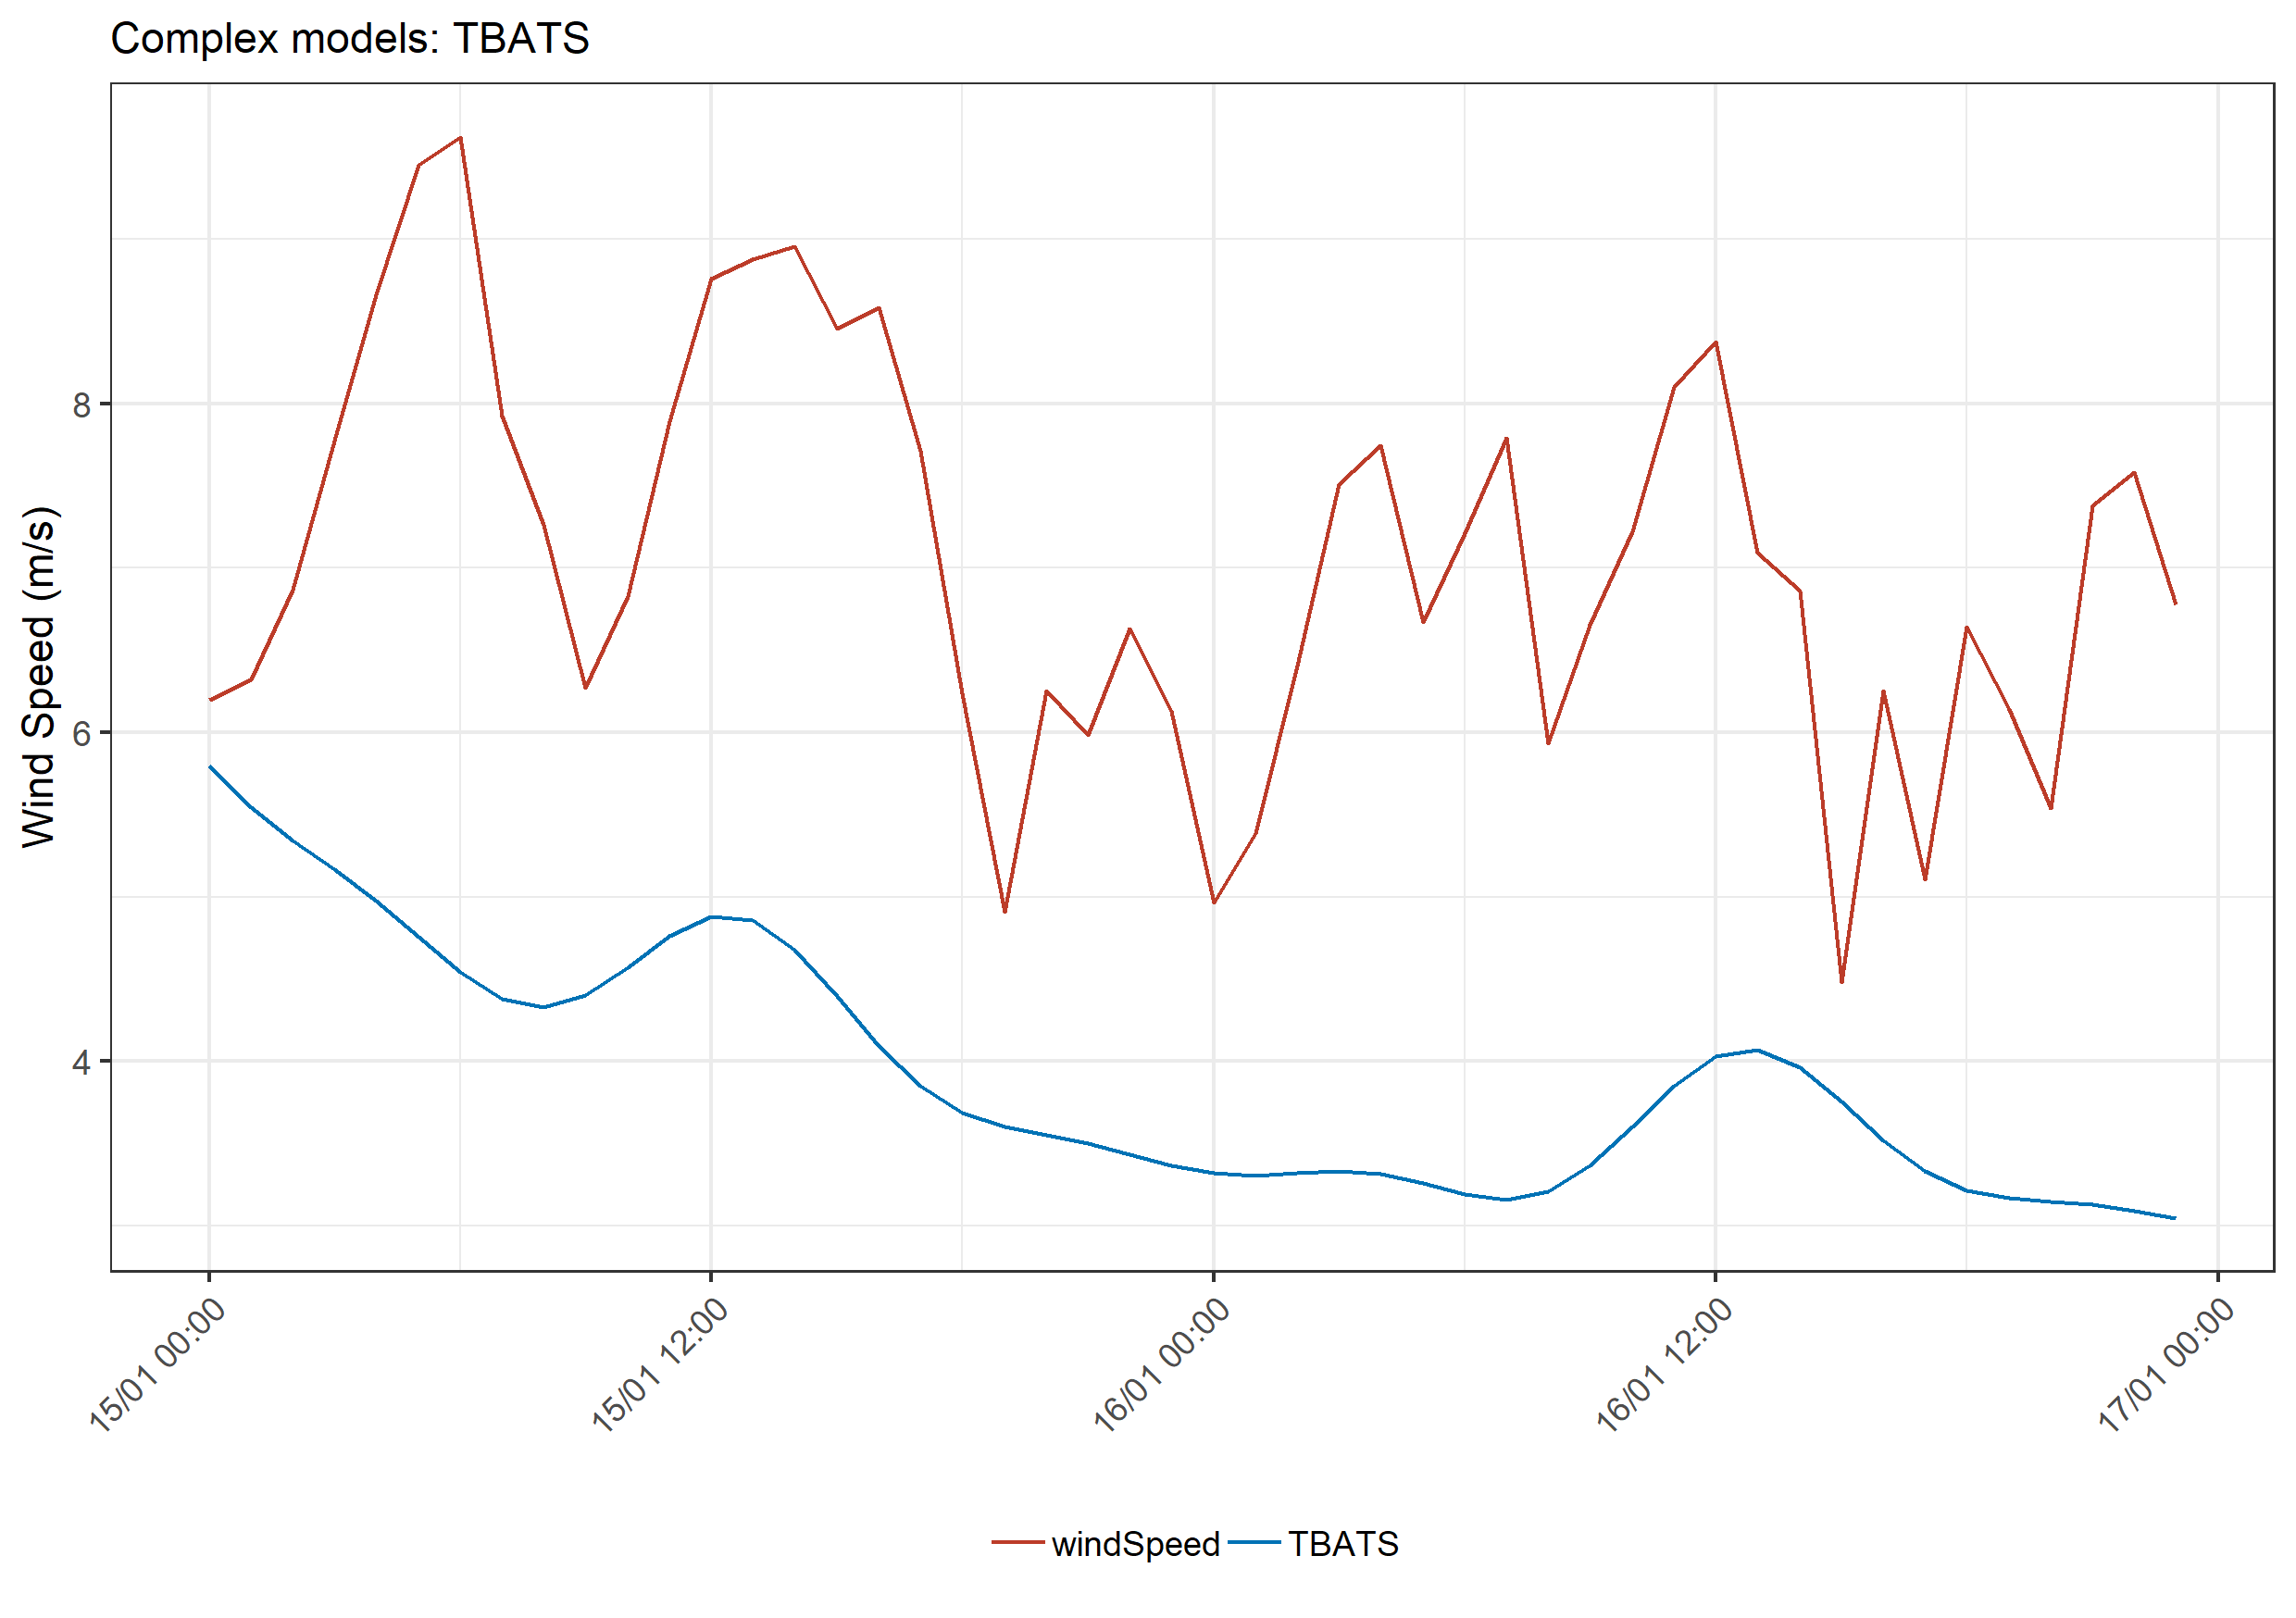 Complex models: TBATS
Wind Speed (m/s)
8
6
4
15/01 00:00
15/01 12:00
16/01 00:00
16/01 12:00
17/01 00:00
windSpeed
TBATS